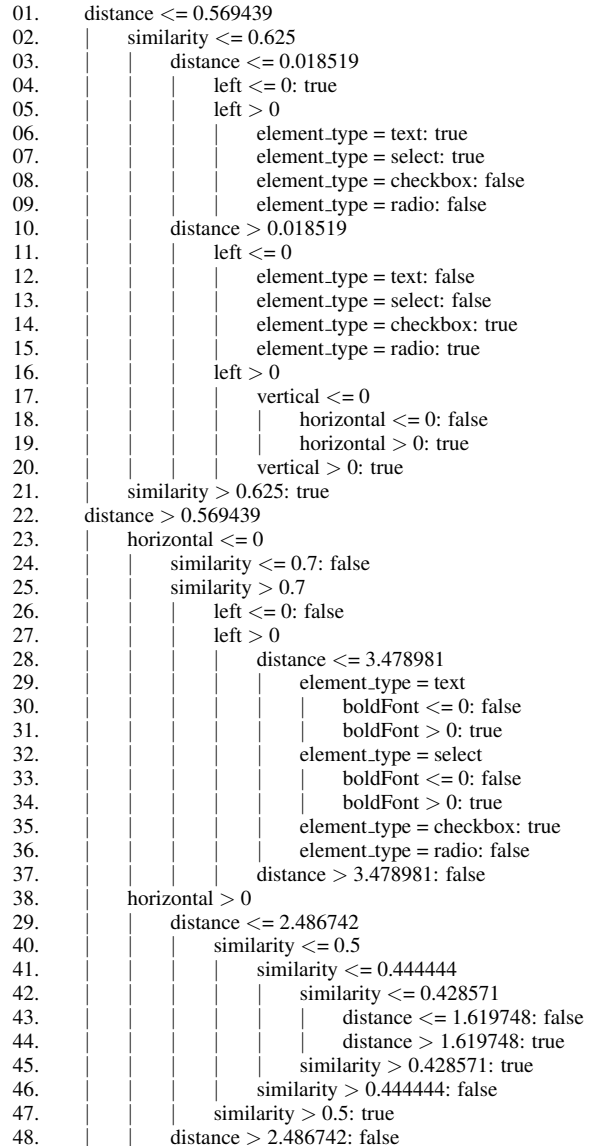 01. distance <= 0.569439
02. | similarity <= 0.625
03. | | distance <= 0.018519
04. | | | left <= 0: true
05. | | | left > 0
06. | | | | element_type = text: true
07. | | | | element_type = select: true
08. | | | | element_type = checkbox: false
09. | | | | element_type = radio: false
10. | | distance > 0.018519
11. | | | left <= 0
12. | | | | element_type = text: false
13. | | | | element_type = select: false
14. | | | | element_type = checkbox: true
15. | | | | element_type = radio: true
16. | | | left > 0
17. | | | | vertical <= 0
18. | | | | | horizontal <= 0: false
19. | | | | | horizontal > 0: true
20. | | | | vertical > 0: true
21. | similarity > 0.625: true
22. distance > 0.569439
23. | horizontal <= 0
24. | | similarity <= 0.7: false
25. | | similarity > 0.7
26. | | | left <= 0: false
27. | | | left > 0
28. | | | | distance <= 3.478981
29. | | | | | element_type = text
30. | | | | | | boldFont <= 0: false
31. | | | | | | boldFont > 0: true
32. | | | | | element_type = select
33. | | | | | | boldFont <= 0: false
34. | | | | | | boldFont > 0: true
35. | | | | | element_type = checkbox: true
36. | | | | | element_type = radio: false
37. | | | | distance > 3.478981: false
38. | horizontal > 0
29. | | distance <= 2.486742
40. | | | similarity <= 0.5
41. | | | | similarity <= 0.444444
42. | | | | | similarity <= 0.428571
43. | | | | | | distance <= 1.619748: false
44. | | | | | | distance > 1.619748: true
45. | | | | | similarity > 0.428571: true
46. | | | | similarity > 0.444444: false
47. | | | similarity > 0.5: true
48. | | distance > 2.486742: false